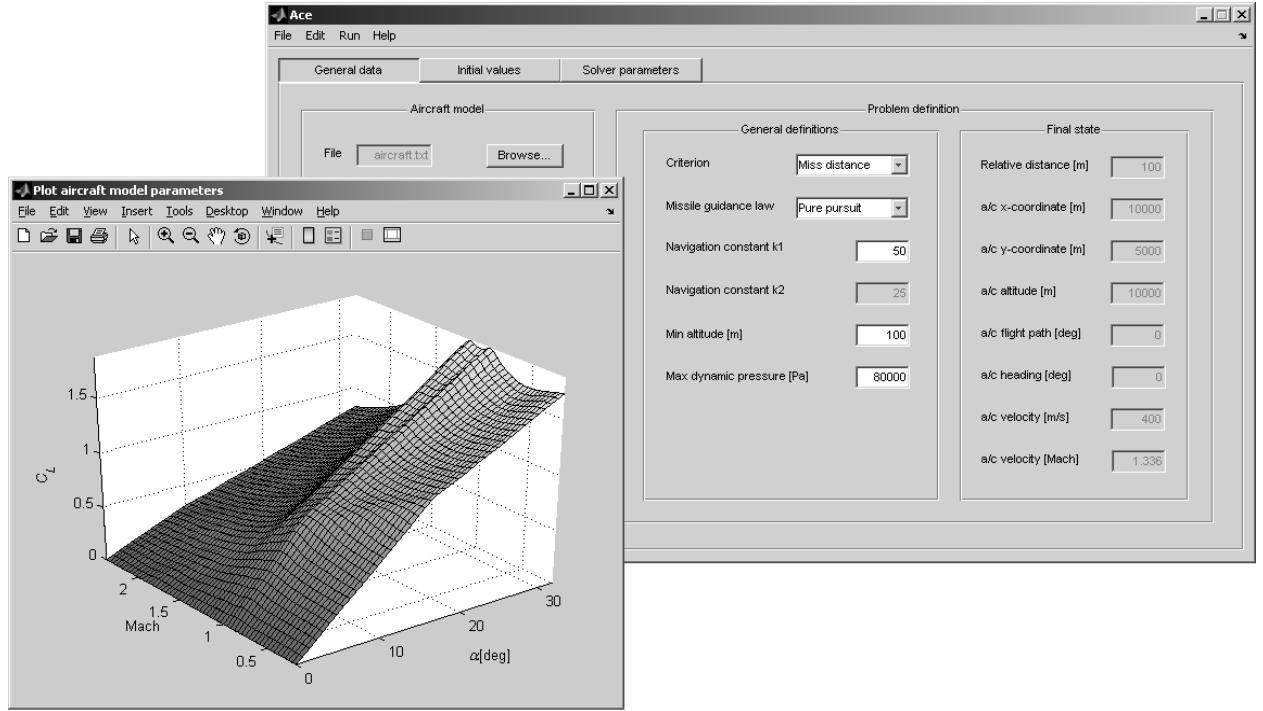 Ace
File Edit Run Help
General data Initial values Solver parameters
Aircraft model
File aircraft.txt Browse...
Problem definition
General definitions
Criterion Miss distance
Missile guidance law Pure pursuit
Navigation constant k1 50
Navigation constant k2 25
Min altitude [m] 100
Max dynamic pressure [Pa] 80000
Final state
Relative distance [m] 100
a/c x-coordinate [m] 10000
a/c y-coordinate [m] 5000
a/c altitude [m] 10000
a/c flight path [deg] 0
a/c heading [deg] 0
a/c velocity [m/s] 400
a/c velocity [Mach] 1.336
Plot aircraft model parameters
File Edit View Insert Tools Desktop Window Help
1.5
1
0.5
0
C_L
2
1.5
1
0.5
Mach
0
10
20
30
α[deg]